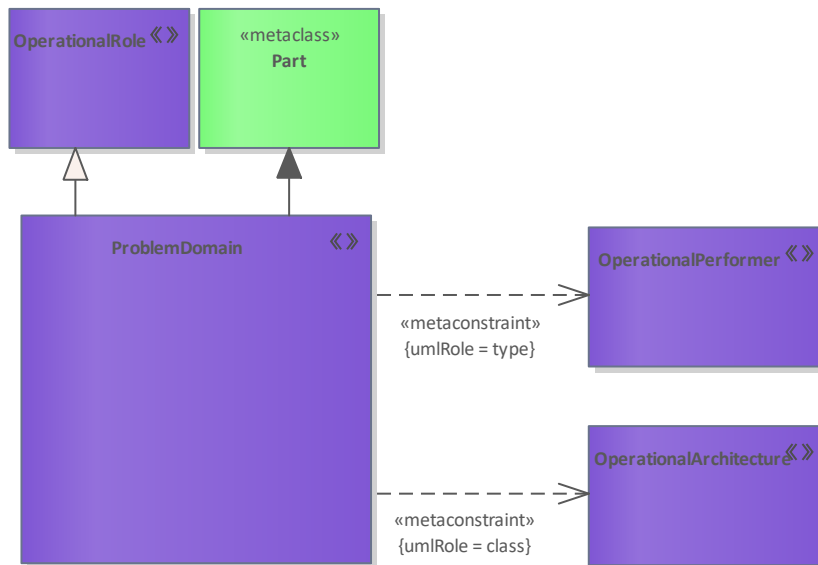 OperationalRole «»
«metaclass»
Part
ProblemDomain «»
OperationalPerformer «»
«metaconstraint»
{umlRole = type}
OperationalArchitecture «»
«metaconstraint»
{umlRole = class}